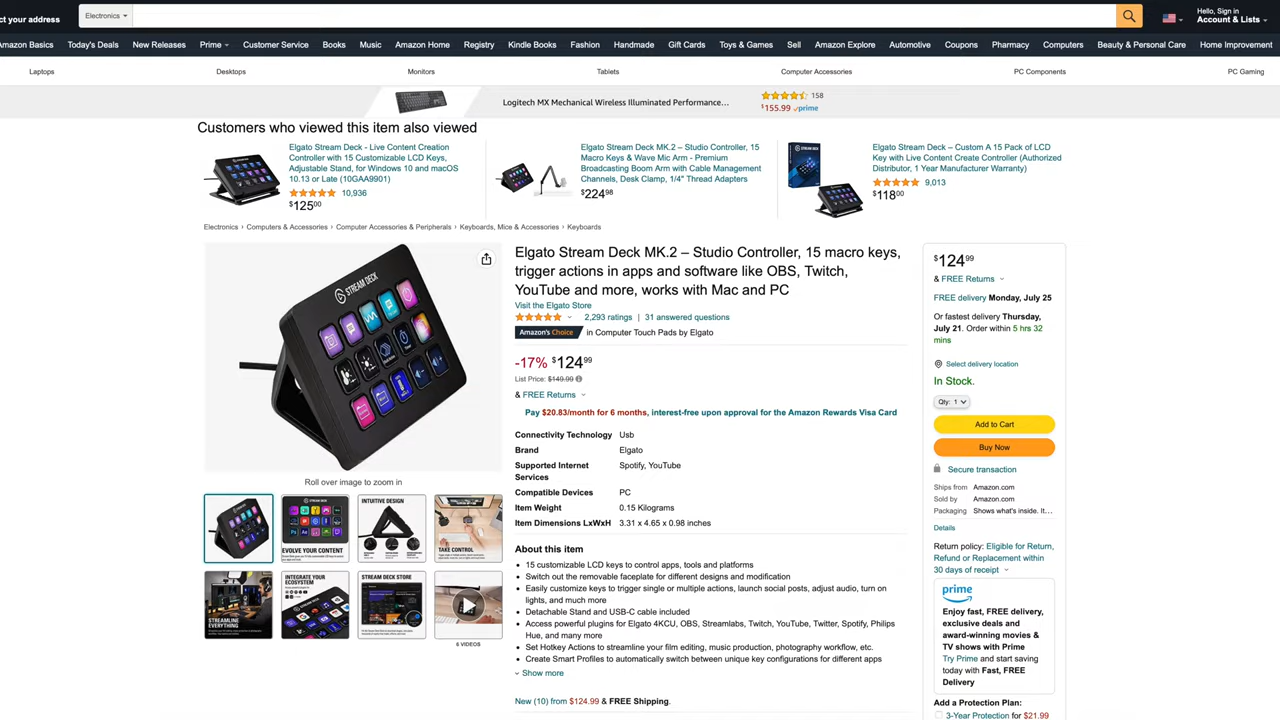 ct your address
Electronics
Hello, Sign in
Account & Lists
Amazon Basics Today's Deals New Releases Prime Customer Service Books Music Amazon Home Registry Kindle Books Fashion Handmade Gift Cards Toys & Games Sell Amazon Explore Automotive Coupons Pharmacy Computers Beauty & Personal Care Home Improvement
Laptops Desktops Monitors Tablets Computer Accessories PC Components PC Gaming
Logitech MX Mechanical Wireless Illuminated Performance...
158
$155.99 prime
Customers who viewed this item also viewed
Elgato Stream Deck - Live Content Creation
Controller with 15 Customizable LCD Keys,
Adjustable Stand, for Windows 10 and macOS
10.13 or Late (10GAA9901)
10,936
$12500
Elgato Stream Deck MK.2 – Studio Controller, 15
Macro Keys & Wave Mic Arm - Premium
Broadcasting Boom Arm with Cable Management
Channels, Desk Clamp, 1/4" Thread Adapters
$22498
Elgato Stream Deck – Custom A 15 Pack of LCD
Key with Live Content Create Controller (Authorized
Distributor, 1 Year Manufacturer Warranty)
9,013
$11800
Electronics › Computers & Accessories › Computer Accessories & Peripherals › Keyboards, Mice & Accessories › Keyboards
STREAM DECK
Roll over image to zoom in
EVOLVE YOUR CONTENT
INTUITIVE DESIGN
TAKE CONTROL
STREAMLINE
EVERYTHING
INTEGRATE YOUR
ECOSYSTEM
STREAM DECK STORE
6 VIDEOS
Elgato Stream Deck MK.2 – Studio Controller, 15 macro keys,
trigger actions in apps and software like OBS, Twitch,
YouTube and more, works with Mac and PC
Visit the Elgato Store
2,293 ratings | 31 answered questions
Amazon's Choice in Computer Touch Pads by Elgato
-17% $12499
List Price: $149.99
& FREE Returns
Pay $20.83/month for 6 months, interest-free upon approval for the Amazon Rewards Visa Card
Connectivity Technology Usb
Brand Elgato
Supported Internet Spotify, YouTube
Services
Compatible Devices PC
Item Weight 0.15 Kilograms
Item Dimensions LxWxH 3.31 x 4.65 x 0.98 inches
About this item
• 15 customizable LCD keys to control apps, tools and platforms
• Switch out the removable faceplate for different designs and modification
• Easily customize keys to trigger single or multiple actions, launch social posts, adjust audio, turn on
lights, and much more
• Detachable Stand and USB-C cable included
• Access powerful plugins for Elgato 4KCU, OBS, Streamlabs, Twitch, YouTube, Twitter, Spotify, Philips
Hue, and many more
• Set Hotkey Actions to streamline your film editing, music production, photography workflow, etc.
• Create Smart Profiles to automatically switch between unique key configurations for different apps
Show more
New (10) from $124.99 & FREE Shipping.
$12499
& FREE Returns
FREE delivery Monday, July 25
Or fastest delivery Thursday,
July 21. Order within 5 hrs 32
mins
Select delivery location
In Stock.
Qty: 1
Add to Cart
Buy Now
Secure transaction
Ships from Amazon.com
Sold by Amazon.com
Packaging Shows what's inside. It…
Details
Return policy: Eligible for Return,
Refund or Replacement within
30 days of receipt
prime
Enjoy fast, FREE delivery,
exclusive deals and
award-winning movies &
TV shows with Prime
Try Prime and start saving
today with Fast, FREE
Delivery
Add a Protection Plan:
3-Year Protection for $21.99